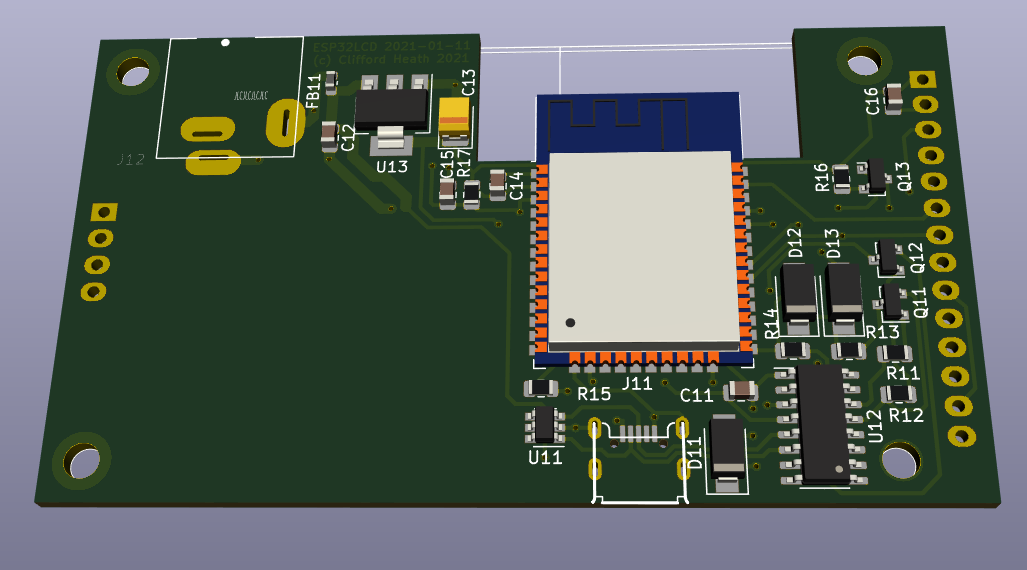 ESP32LCD 2021-01-11
(c) Clifford Heath 2021
FB11
C13
C12
U13
J12
C15
R17
C14
C16
R16
Q13
D12
D13
Q12
Q11
R14
R13
R11
J11
R15
C11
R12
U12
U11
D11